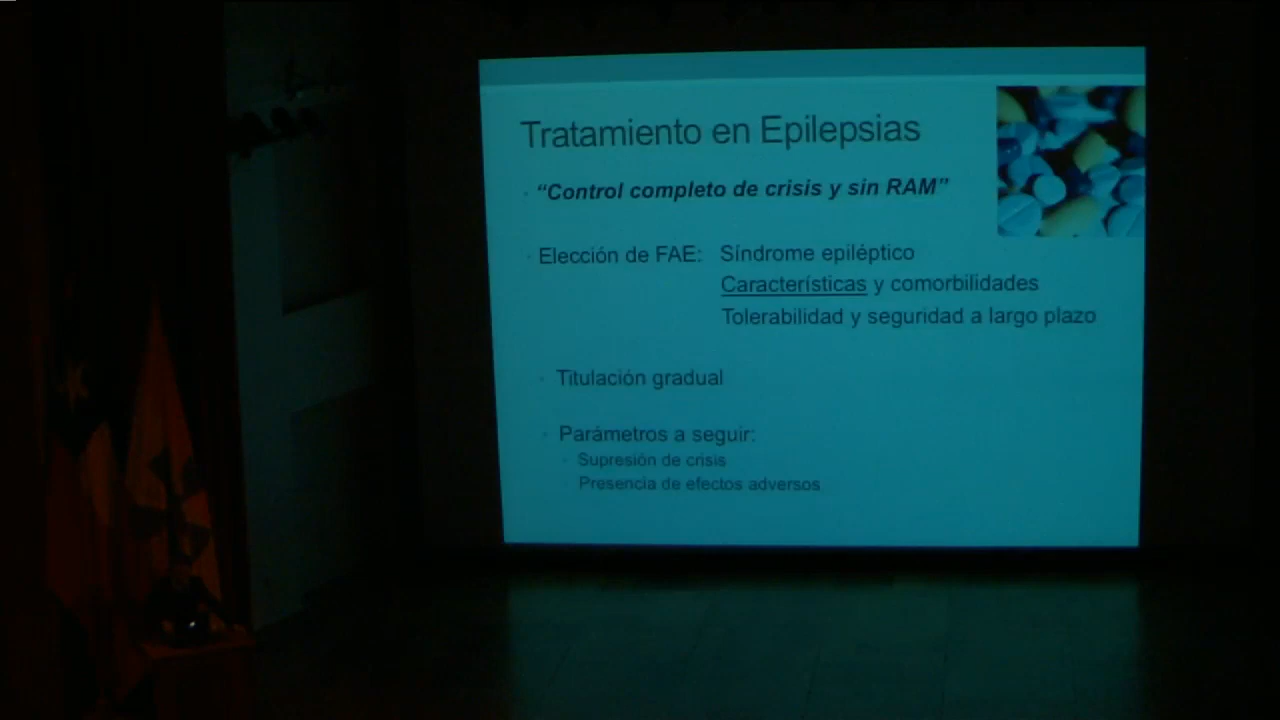 Tratamiento en Epilepsias
“Control completo de crisis y sin RAM”
Elección de FAE: Síndrome epiléptico
Características y comorbilidades
Tolerabilidad y seguridad a largo plazo
Titulación gradual
Parámetros a seguir:
Supresión de crisis
Presencia de efectos adversos